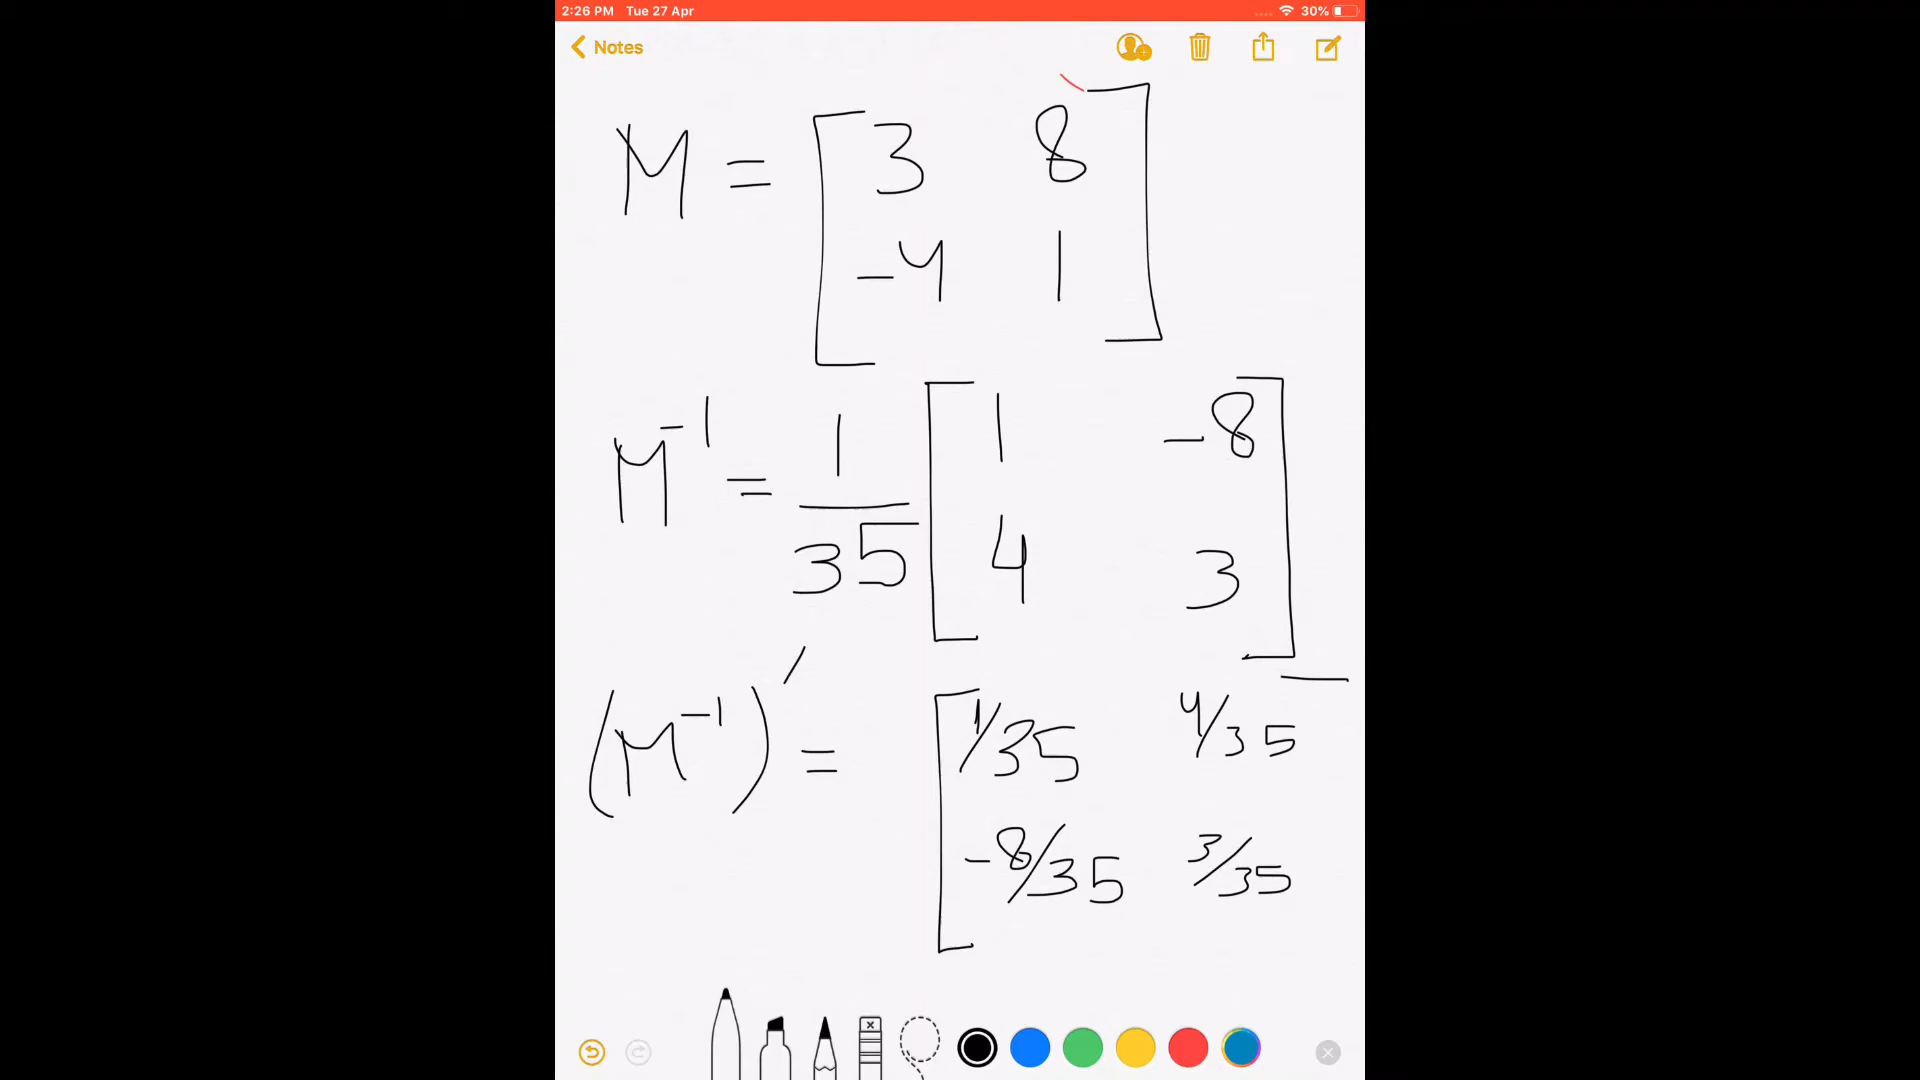 2:26 PM Tue 27 Apr 30%
Notes
M = [ 3 8
-4 1 ]
M⁻¹ = 1/35 [ 1 -8
4 3 ]
(M⁻¹)′ = [ 1/35 4/35
-8/35 3/35